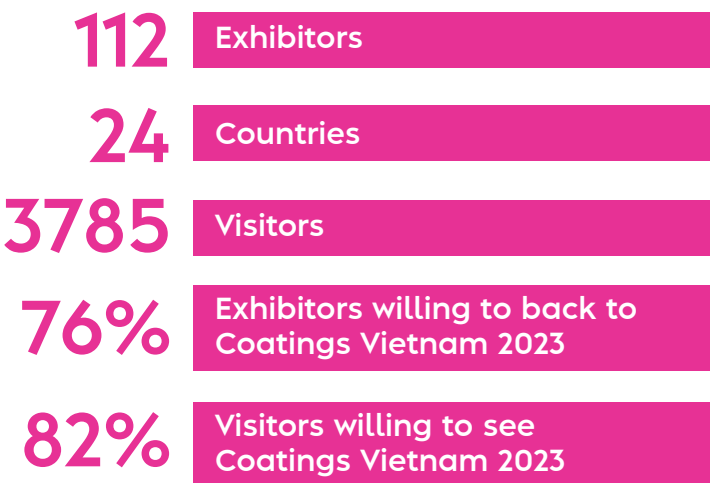 112 Exhibitors
24 Countries
3785 Visitors
76% Exhibitors willing to back to
Coatings Vietnam 2023
82% Visitors willing to see
Coatings Vietnam 2023